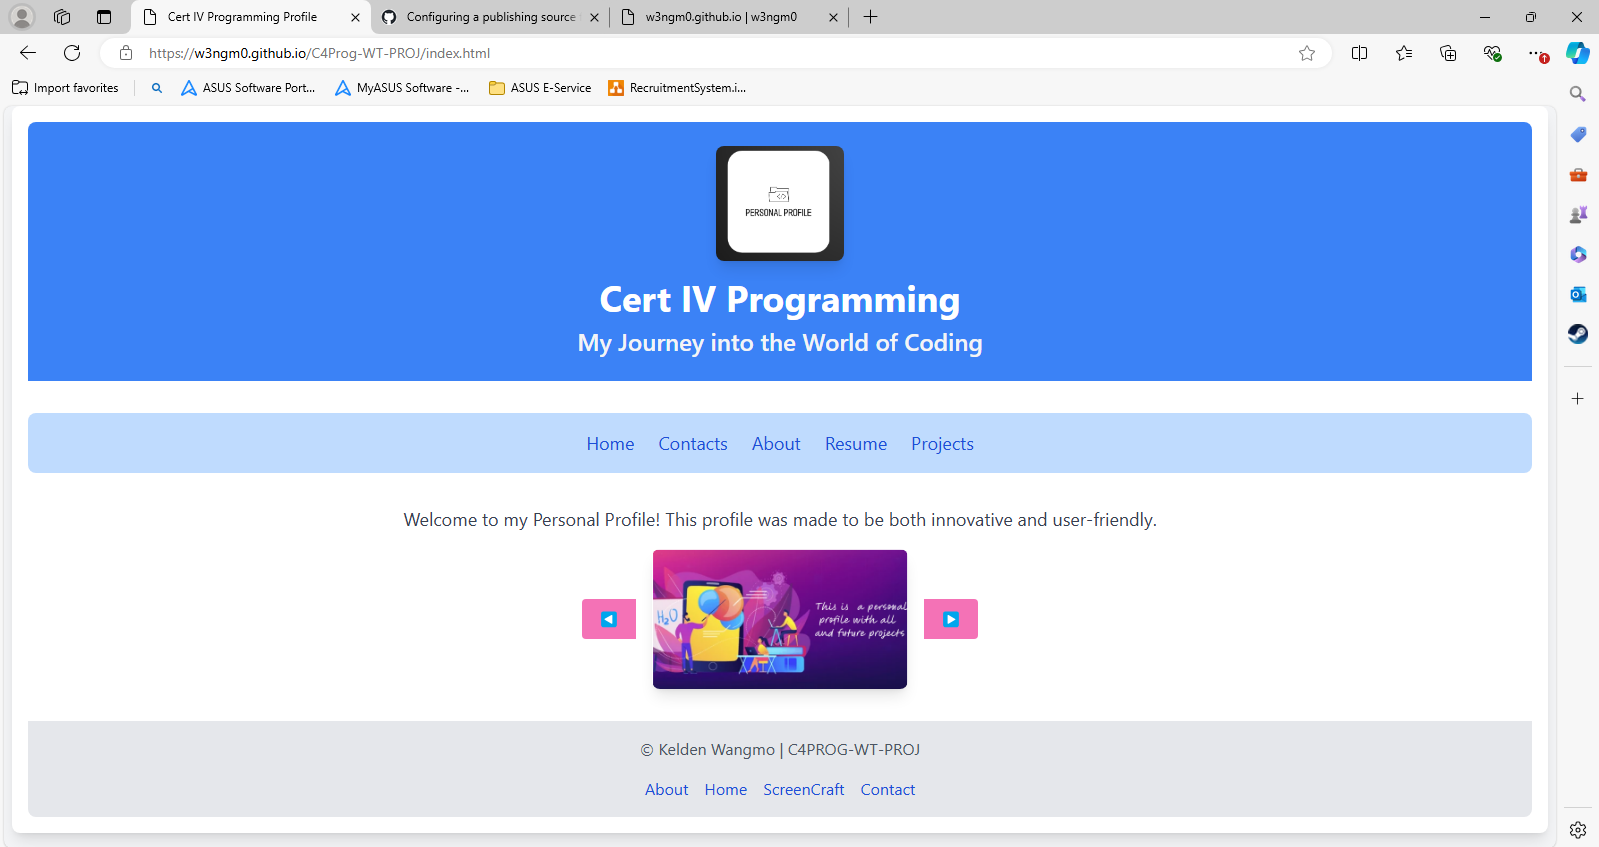 Cert IV Programming Profile
Configuring a publishing source
w3ngm0.github.io | w3ngm0
https://w3ngm0.github.io/C4Prog-WT-PROJ/index.html
Import favorites
ASUS Software Port...
MyASUS Software -...
ASUS E-Service
RecruitmentSystem.i...
PERSONAL PROFILE
Cert IV Programming
My Journey into the World of Coding
Home Contacts About Resume Projects
Welcome to my Personal Profile! This profile was made to be both innovative and user-friendly.
H₂O
This is a personal
profile with all
and future projects
© Kelden Wangmo | C4PROG-WT-PROJ
About Home ScreenCraft Contact